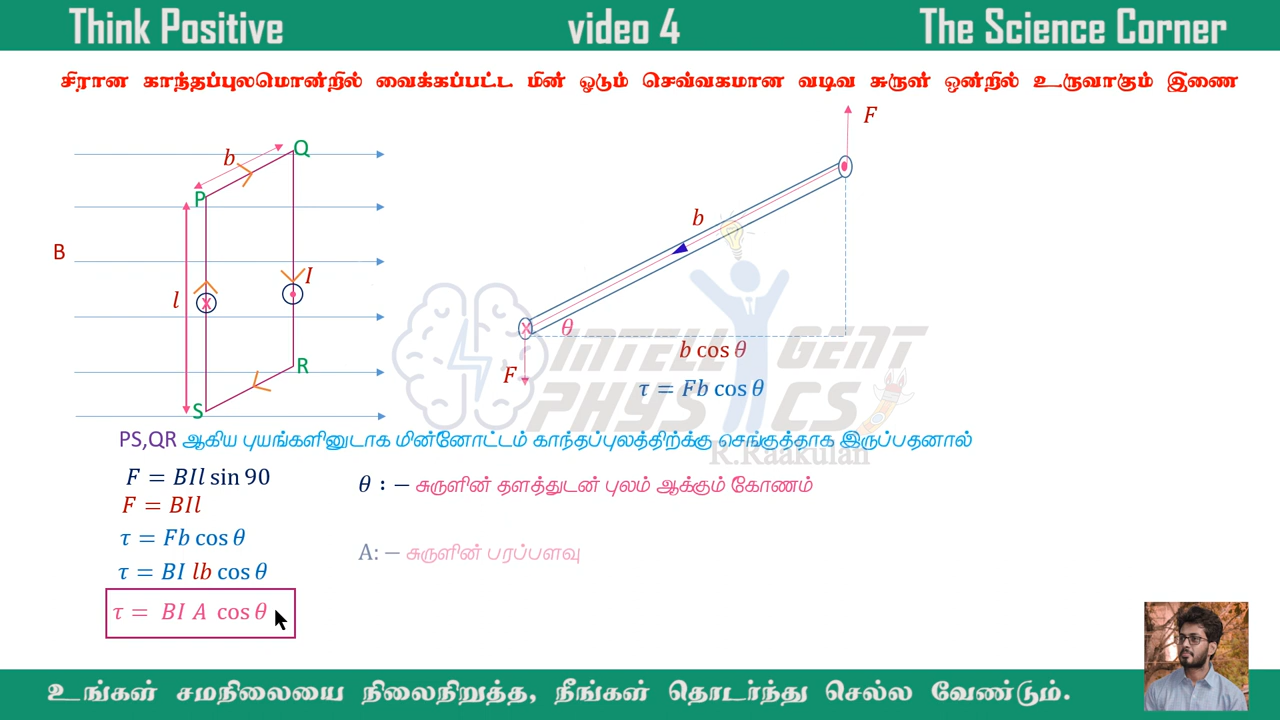 Think Positive video 4 The Science Corner
சீரான காந்தப்புலமொன்றில் வைக்கப்பட்ட மின் ஓடும் செவ்வகமான வடிவ சுருள் ஒன்றில் உருவாகும் இணை
F
Q
b
P
b
B
I
l
x
x
θ
R
b cos θ
F
τ = Fb cos θ
S
INTELLIGENT
PHYSICS
PS,QR ஆகிய புயங்களினுடாக மின்னோட்டம் காந்தப்புலத்திற்க்கு செங்குத்தாக இருப்பதனால்
R.Raakulan
F = BIl sin 90
θ :− சுருளின் தளத்துடன் புலம் ஆக்கும் கோணம்
F = BIl
τ = Fb cos θ
A: − சுருளின் பரப்பளவு
τ = BI lb cos θ
τ = BI A cos θ
உங்கள் சமநிலையை நிலைநிறுத்த, நீங்கள் தொடர்ந்து செல்ல வேண்டும்.